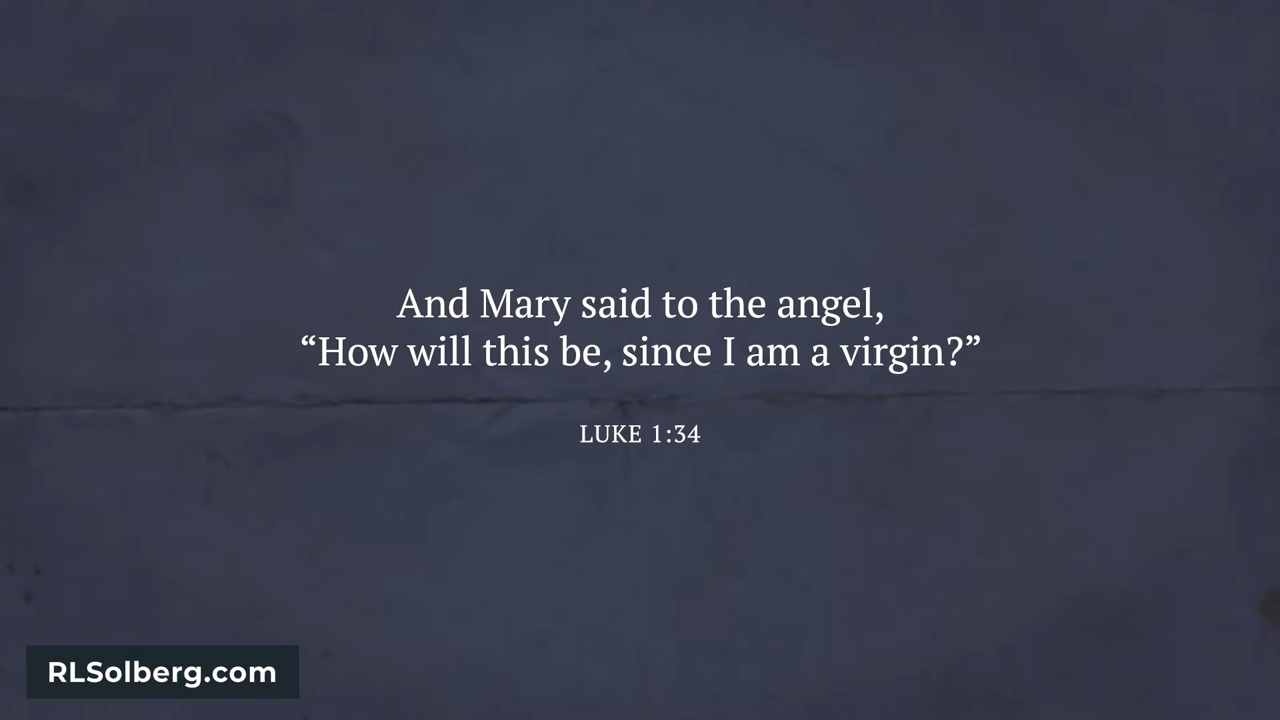 And Mary said to the angel,
“How will this be, since I am a virgin?”
LUKE 1:34
RLSolberg.com